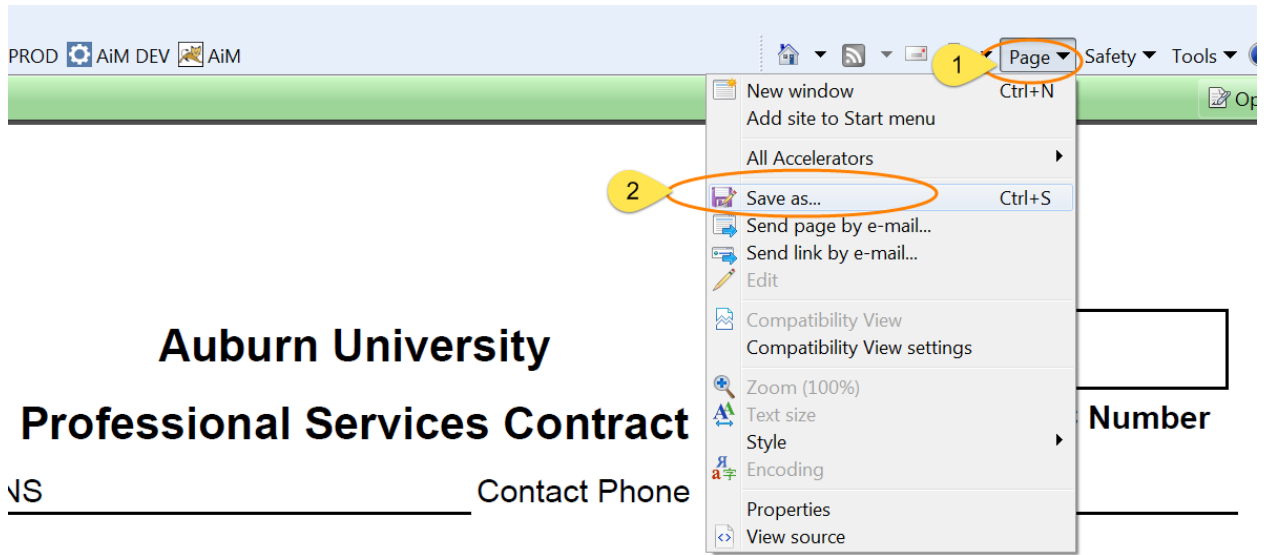 PROD AiM DEV AiM
1
Page Safety Tools
New window Ctrl+N
Add site to Start menu
All Accelerators
2
Save as... Ctrl+S
Send page by e-mail...
Send link by e-mail...
Edit
Compatibility View
Compatibility View settings
Zoom (100%)
Text size
Style
Encoding
Properties
View source
Auburn University
Professional Services Contract
Number
Contact Phone